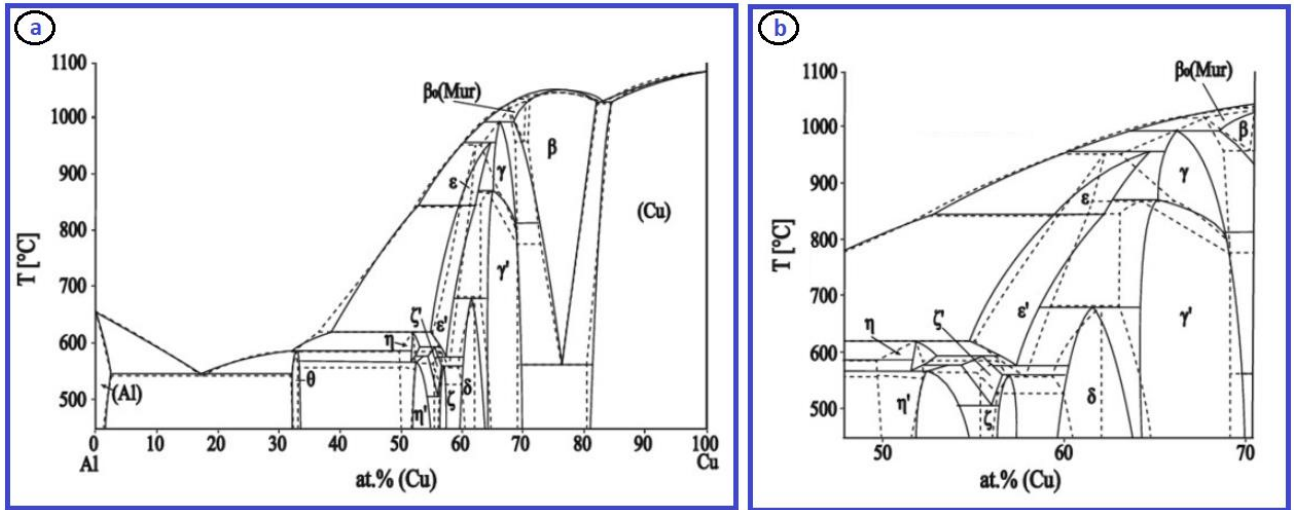 a
1100
1000
900
800
700
600
500
T [°C]
β₀(Mur)
β
γ
ε
(Cu)
γ'
ζ'
ε'
η
θ
(Al)
η'
ζ
δ
0 10 20 30 40 50 60 70 80 90 100
Al Cu
at.% (Cu)
b
1100
1000
900
800
700
600
500
T [°C]
β₀(Mur)
β
γ
ε
ζ'
ε'
γ'
η
η'
ζ
δ
50 60 70
at.% (Cu)